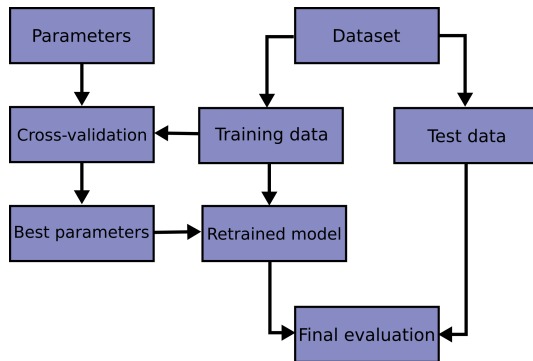 Parameters
Dataset
Cross-validation
Training data
Test data
Best parameters
Retrained model
Final evaluation